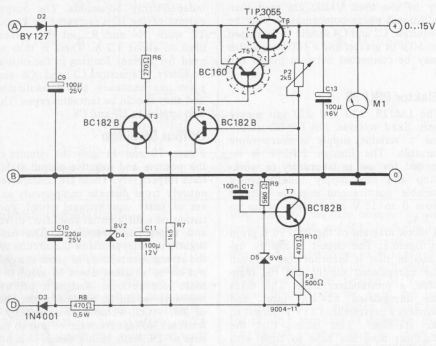 TIP3055
A
D2
BY127
T6
+
0...15V
T5
BC160
R6
270Ω
P2
2k5
C9
100µ
25V
C13
100µ
16V
M1
BC182B
T3
T4
BC182B
B
0
C12
100n
R9
560Ω
T7
BC182B
C10
220µ
25V
8V2
D4
C11
100µ
12V
R7
1k5
R10
470Ω
D5
5V6
P3
500Ω
D
D3
R8
1N4001
470Ω
0,5W
9004-11